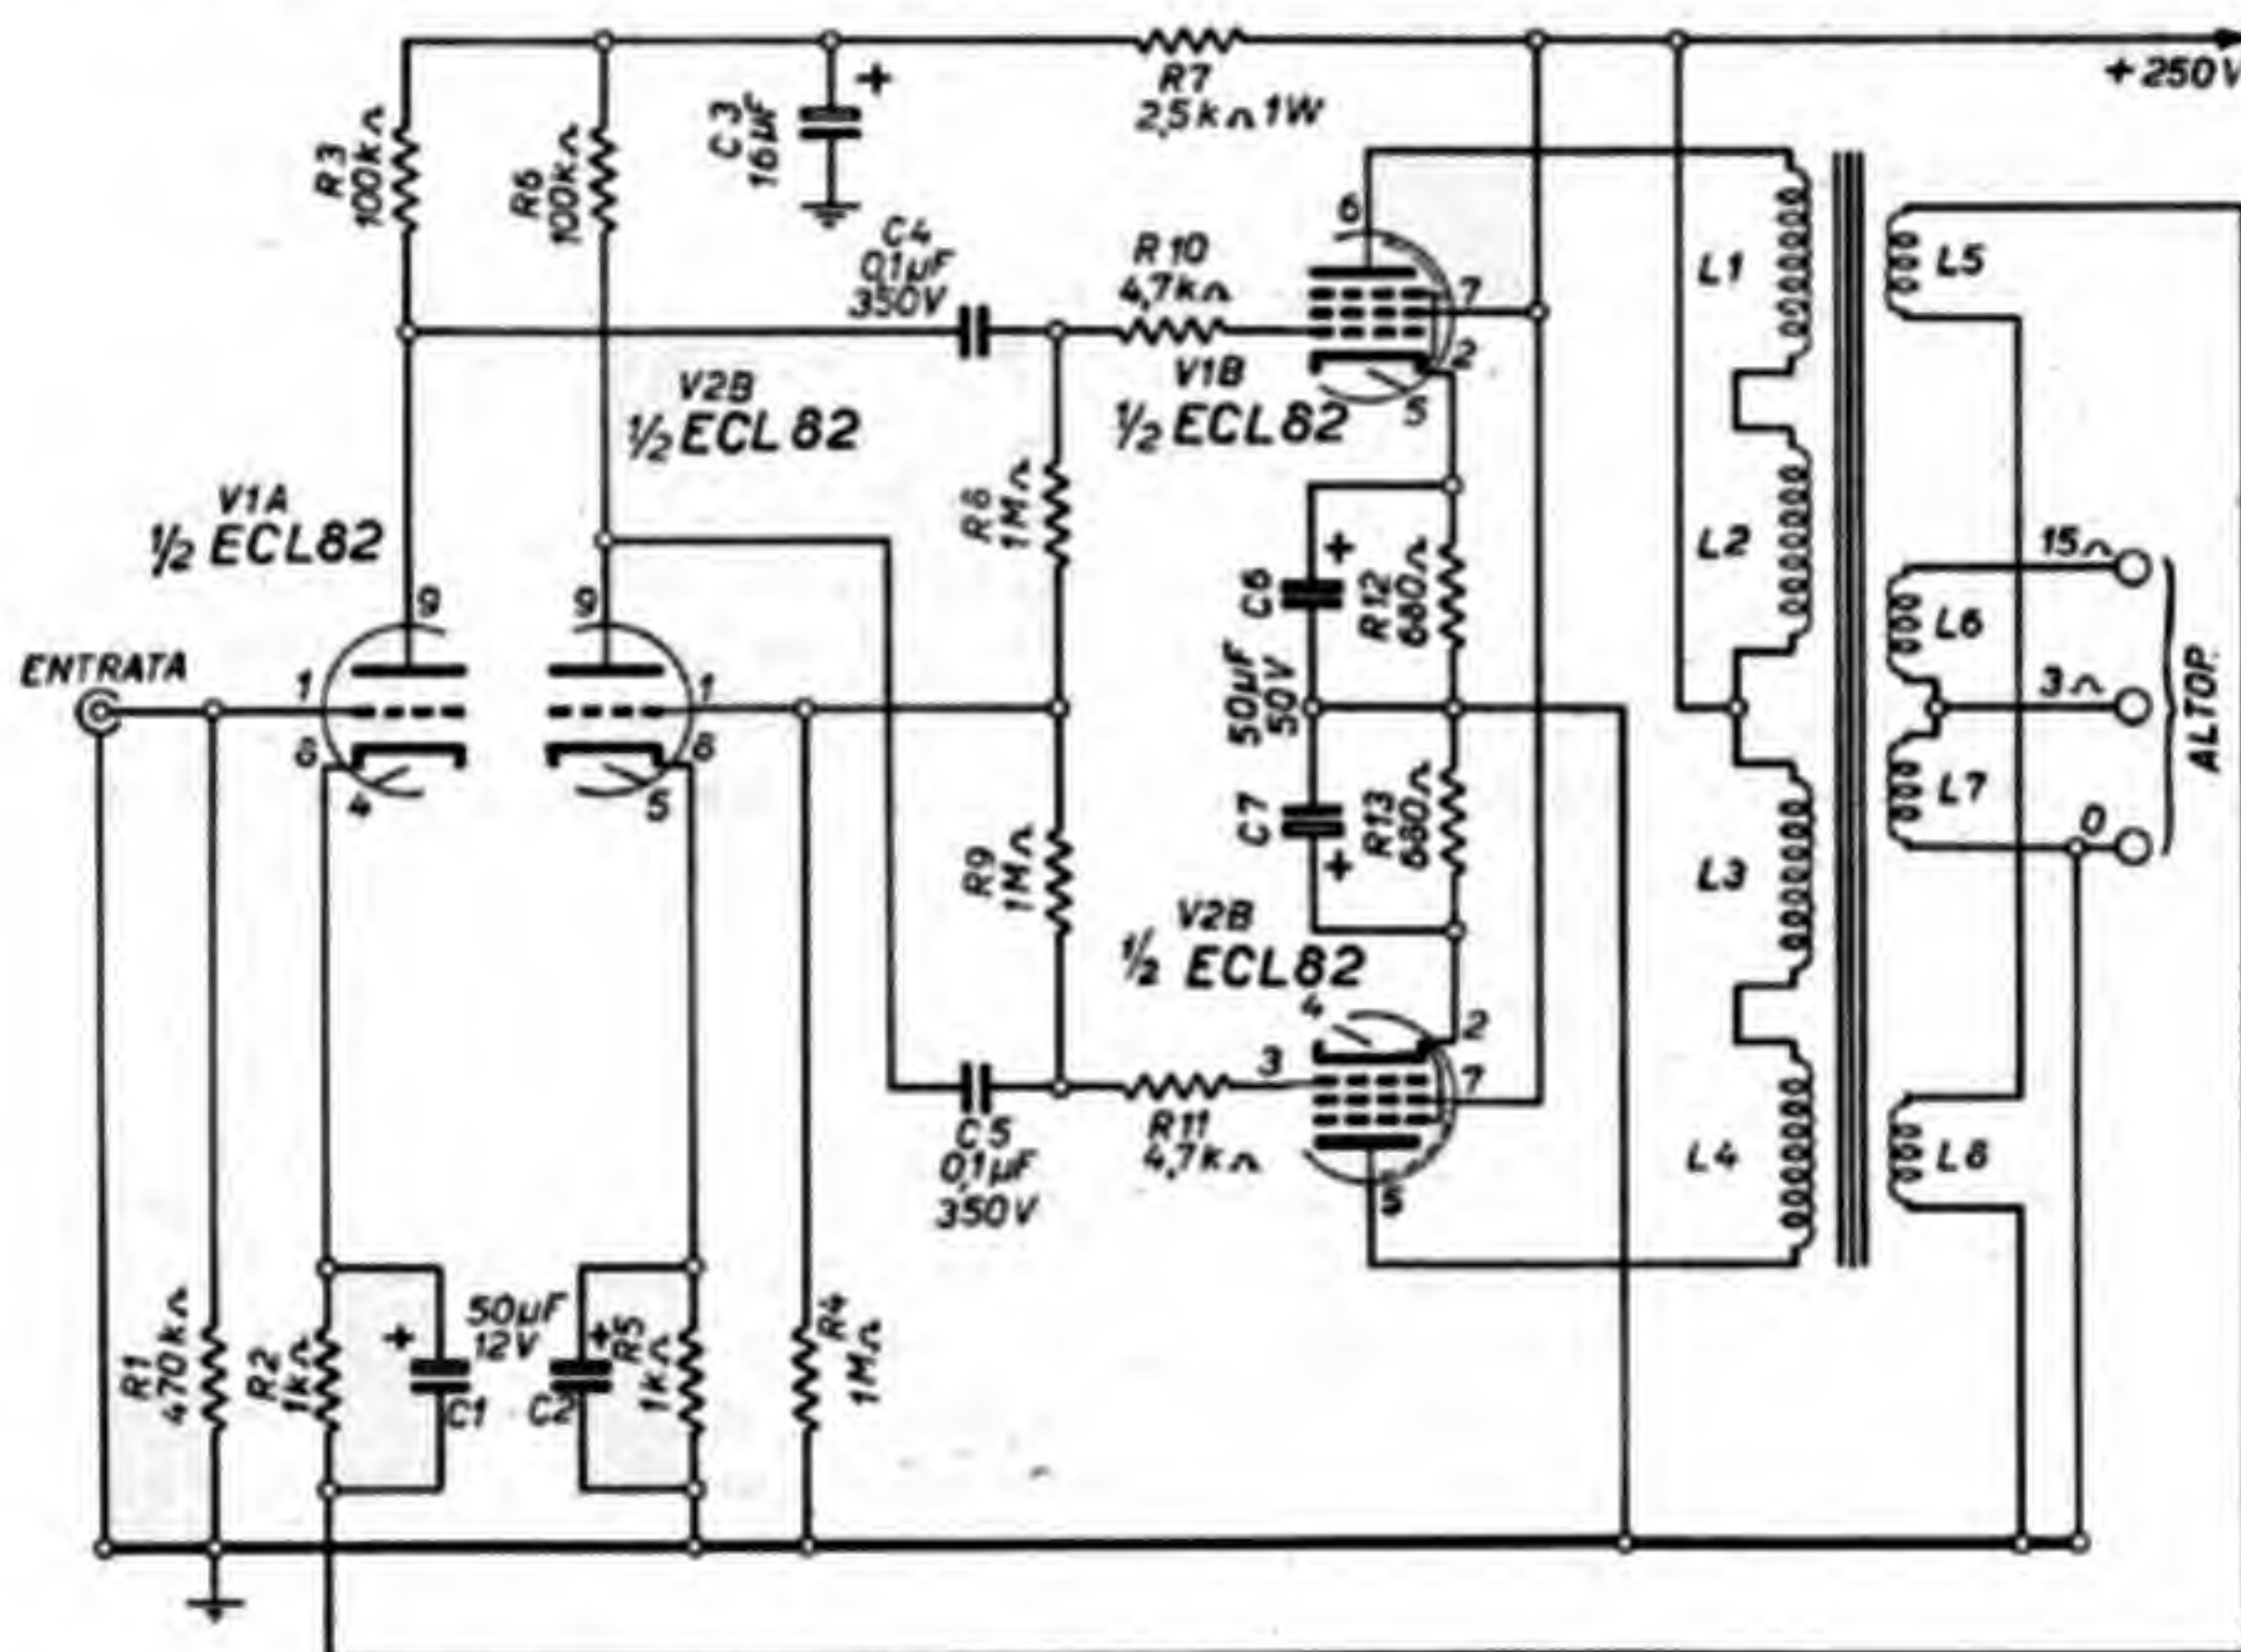 +250V
R7
2,5kΩ 1W
C3
16µF
R3
100kΩ
R6
100kΩ
C4
0,1µF
350V
R10
4,7kΩ
6
7
2
5
V1B
½ ECL82
V2B
½ ECL82
V1A
½ ECL82
L1
L5
L2
L6
L3
L7
L4
L8
15Ω
3Ω
0
ALTOP.
R8
1MΩ
C6
50µF
50V
R12
680Ω
C7
R13
680Ω
ENTRATA
9
9
1
1
8
8
4
5
R9
1MΩ
V2B
½ ECL82
4
2
3
7
5
C5
0,1µF
350V
R11
4,7kΩ
R1
470kΩ
R2
1kΩ
50µF
12V
C1
C2
R5
1kΩ
R4
1MΩ
+
+
+
+
+